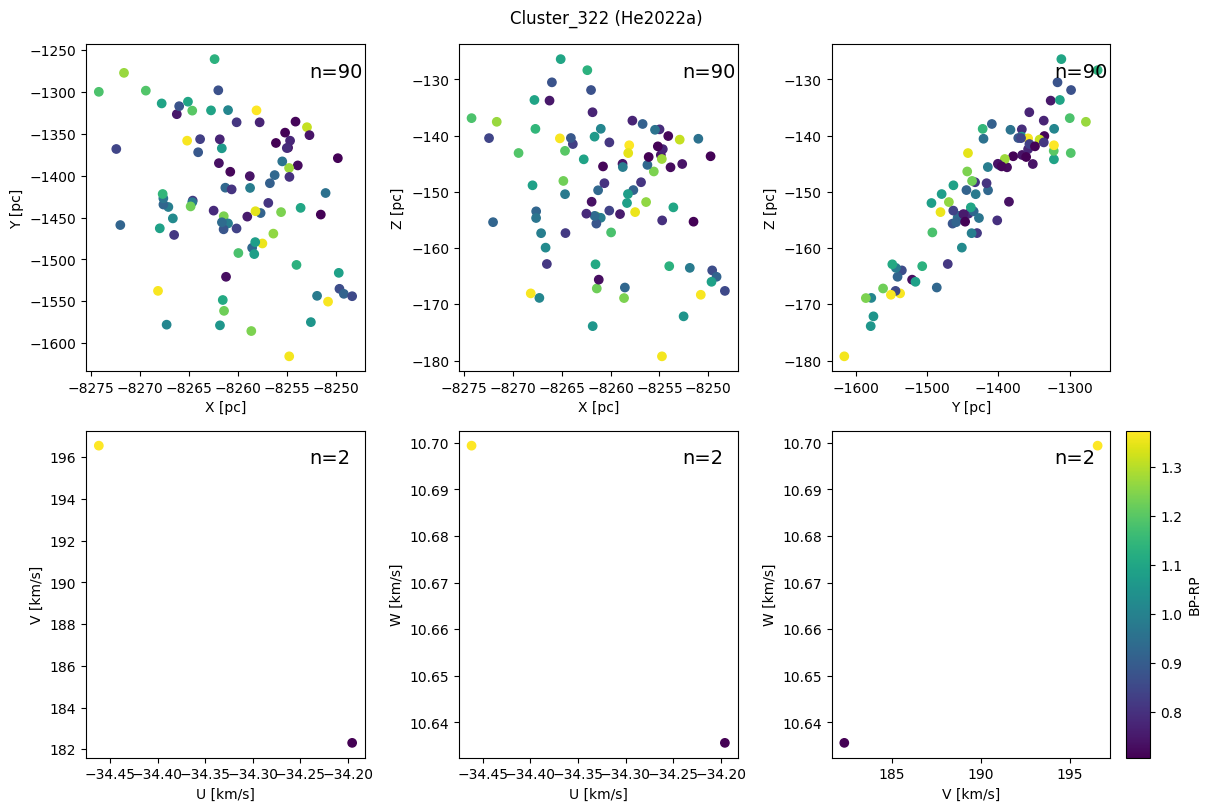 Cluster_322 (He2022a)
n=90
−1250
−1300
−1350
−1400
−1450
−1500
−1550
−1600
Y [pc]
−8275 −8270 −8265 −8260 −8255 −8250
X [pc]
n=90
−130
−140
−150
−160
−170
−180
Z [pc]
−8275 −8270 −8265 −8260 −8255 −8250
X [pc]
n=90
−130
−140
−150
−160
−170
−180
Z [pc]
−1600 −1500 −1400 −1300
Y [pc]
n=2
196
194
192
190
188
186
184
182
V [km/s]
−34.45 −34.40 −34.35 −34.30 −34.25 −34.20
U [km/s]
n=2
10.70
10.69
10.68
10.67
10.66
10.65
10.64
W [km/s]
−34.45 −34.40 −34.35 −34.30 −34.25 −34.20
U [km/s]
n=2
10.70
10.69
10.68
10.67
10.66
10.65
10.64
W [km/s]
185 190 195
V [km/s]
1.3
1.2
1.1
1.0
0.9
0.8
BP-RP